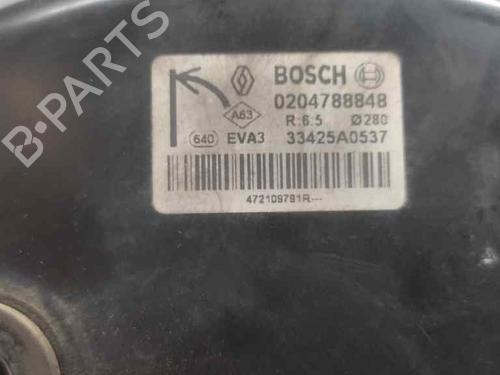 BOSCH
0204788848
A63
R:6.5 Ø280
640 EVA3 33425A0537
472109791R---
B-PARTS